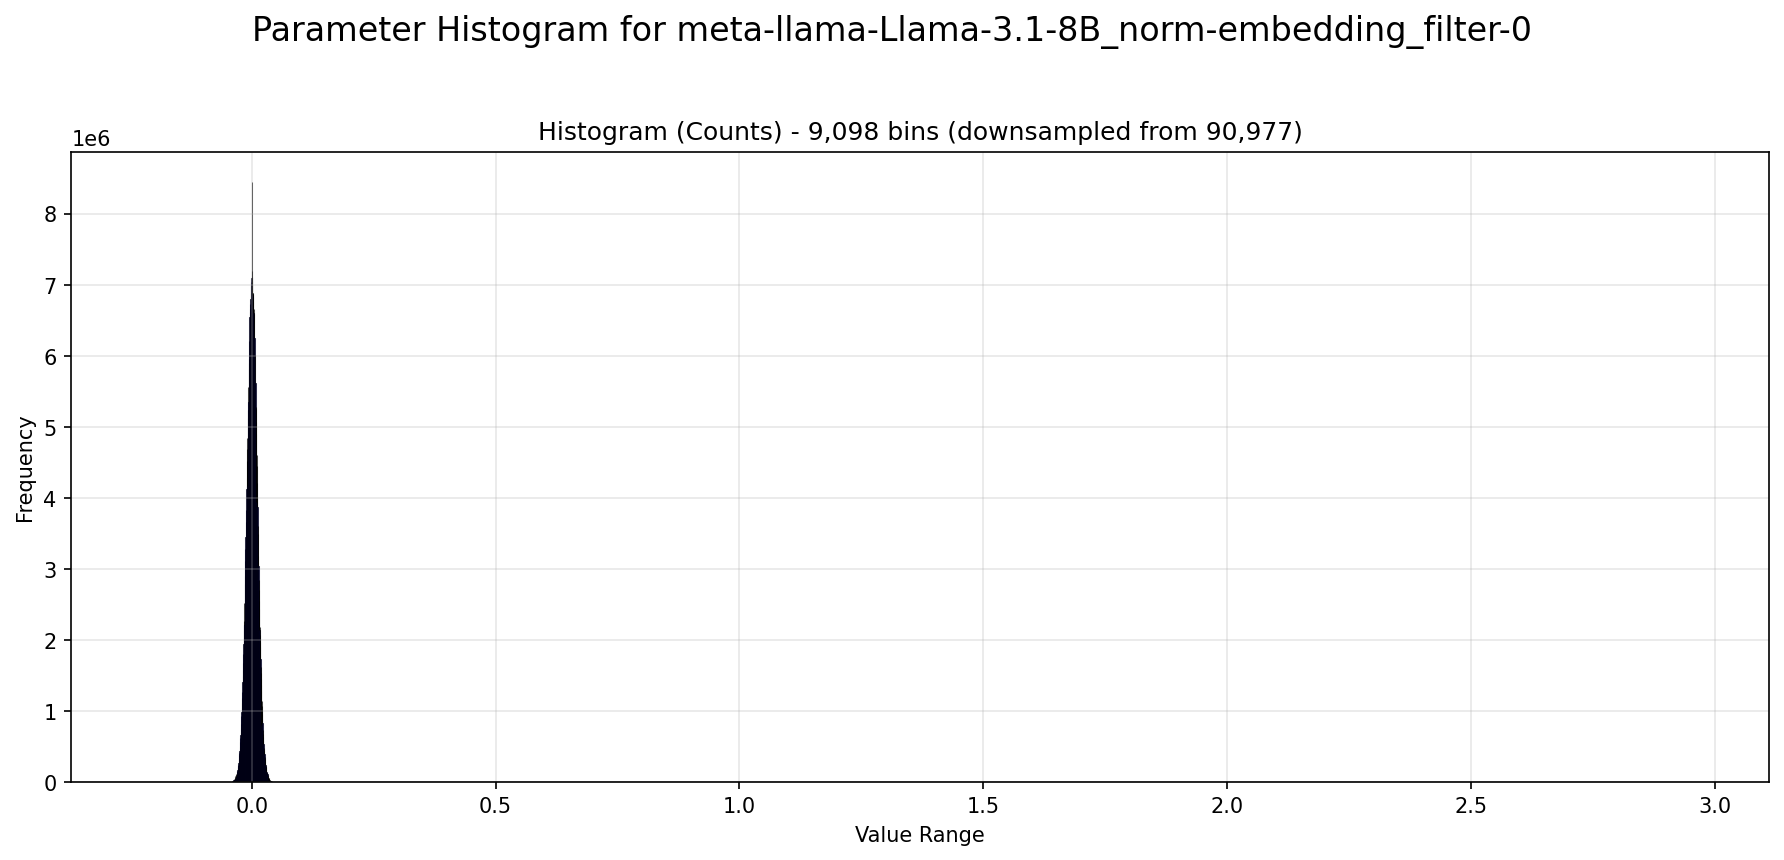 Parameter Histogram for meta-llama-Llama-3.1-8B_norm-embedding_filter-0
Histogram (Counts) - 9,098 bins (downsampled from 90,977)
1e6
8
7
6
5
4
3
2
1
0
Frequency
0.0 0.5 1.0 1.5 2.0 2.5 3.0
Value Range